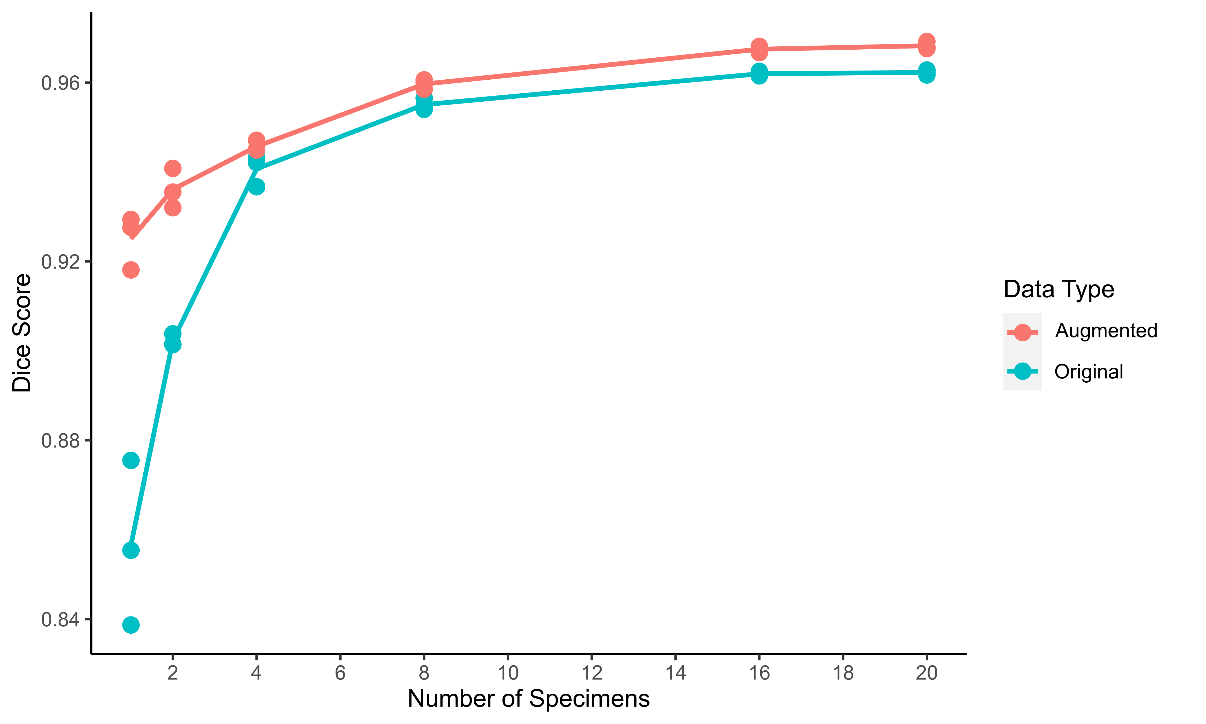 0.96
0.92
0.88
0.84
Dice Score
2 4 6 8 10 12 14 16 18 20
Number of Specimens
Data Type
Augmented
Original